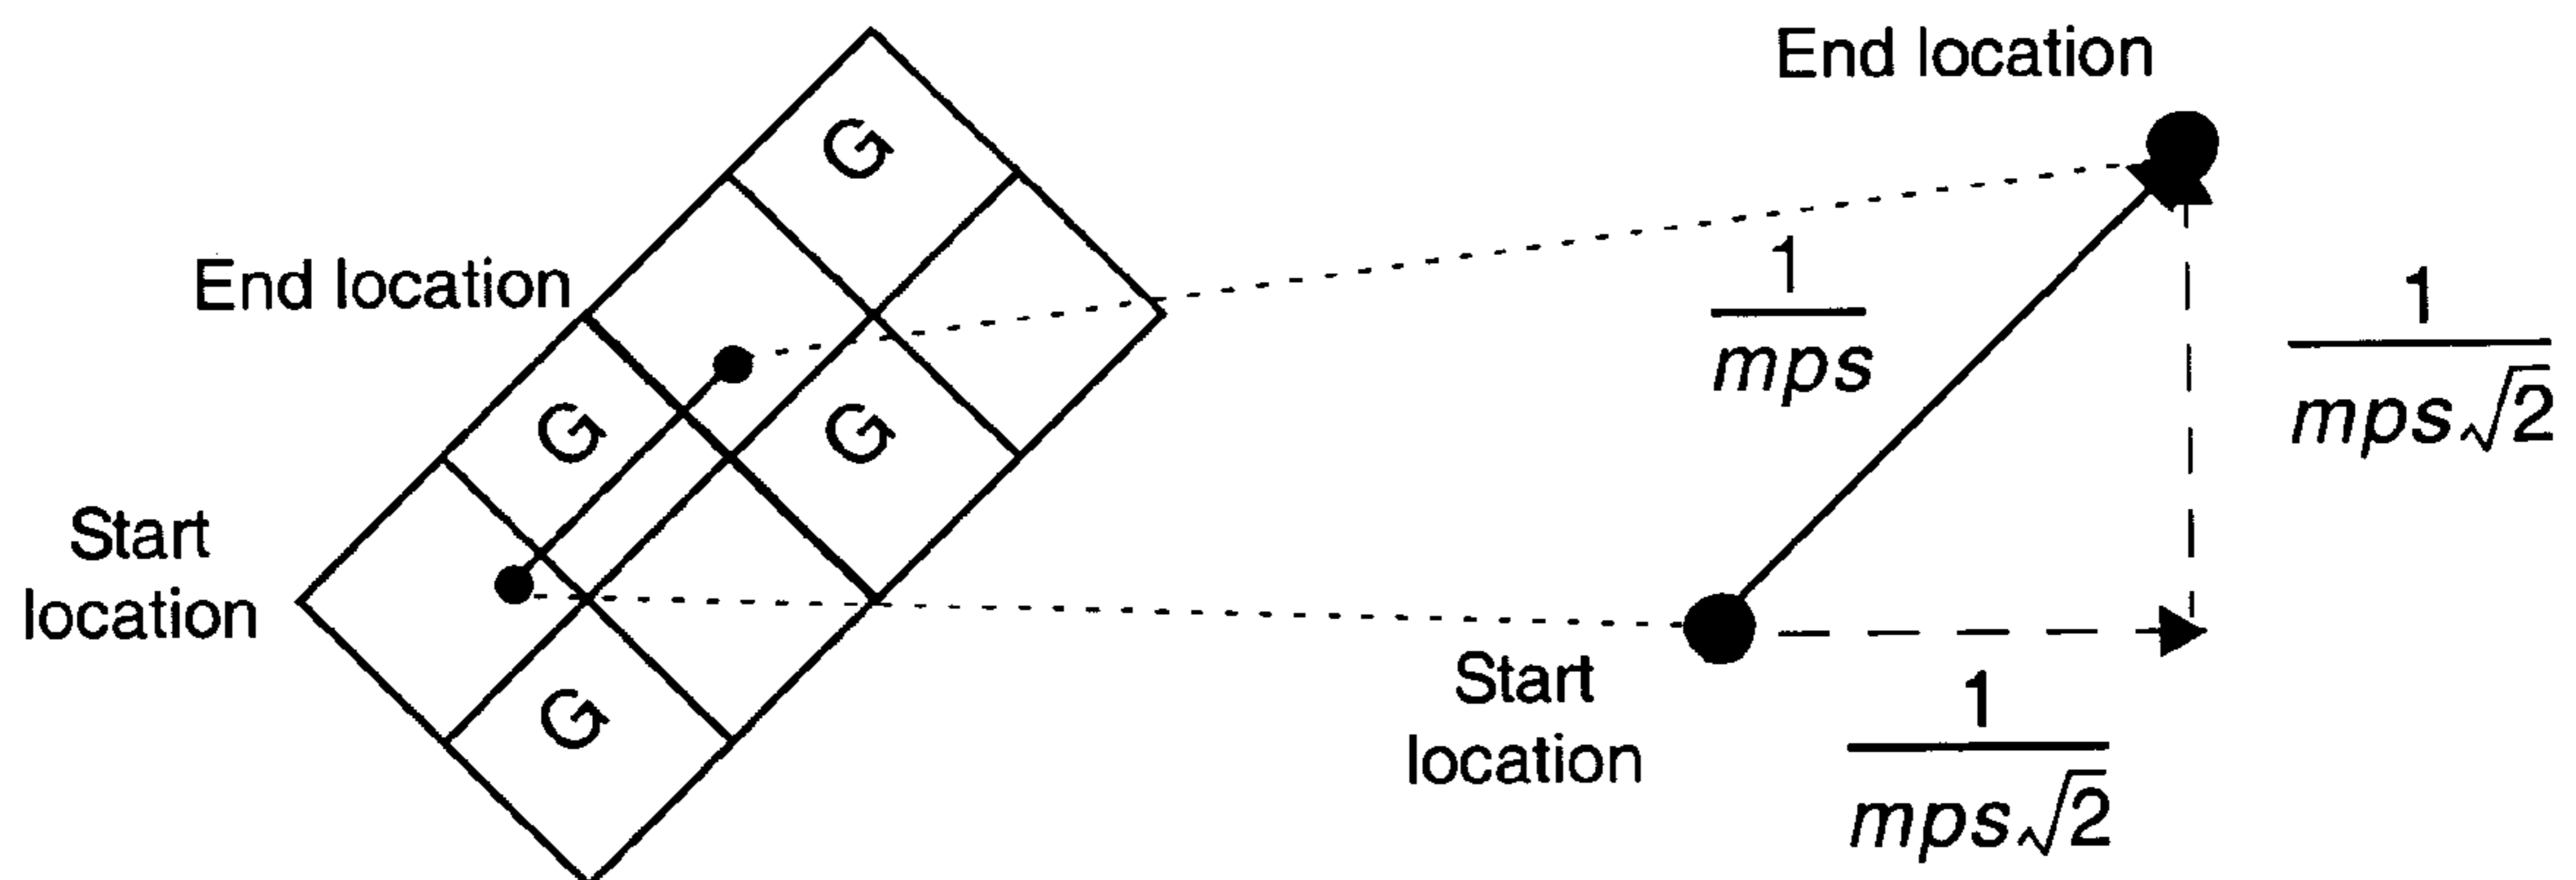 G
End location
G
G
Start
location
G
End location
1
mps
1
mps√2
Start
location
1
mps√2